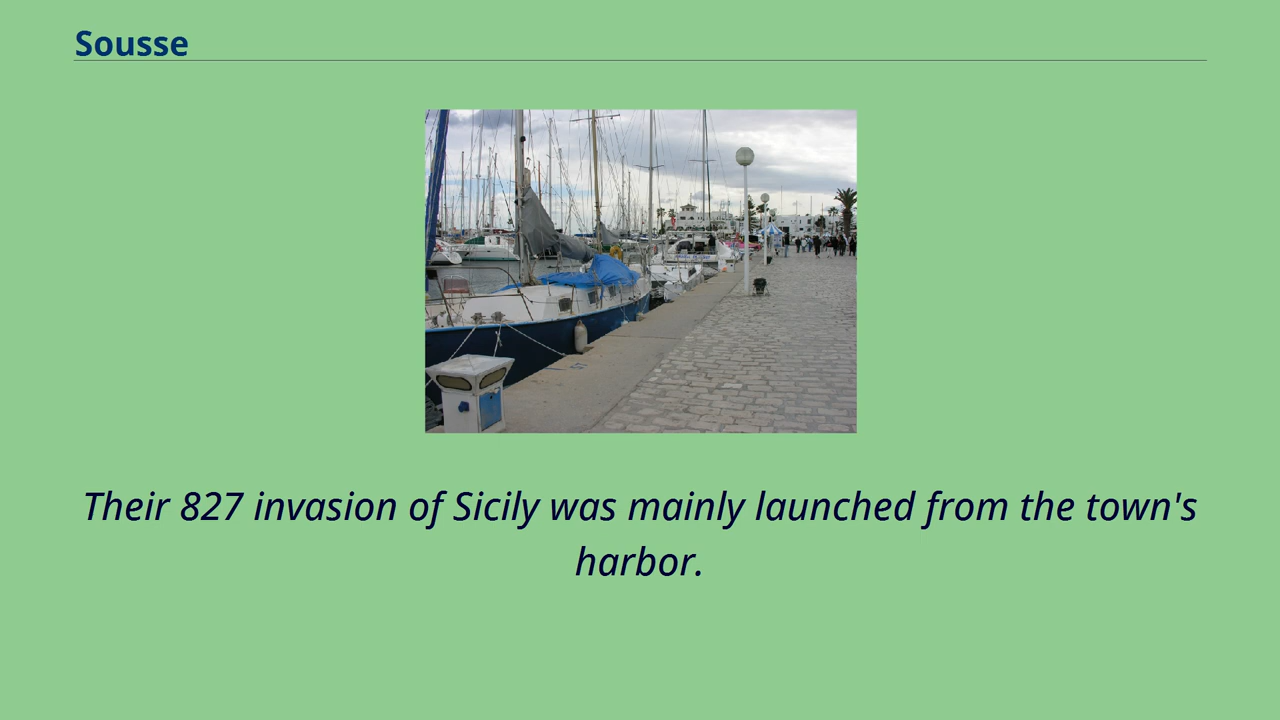 Sousse
Their 827 invasion of Sicily was mainly launched from the town's
harbor.